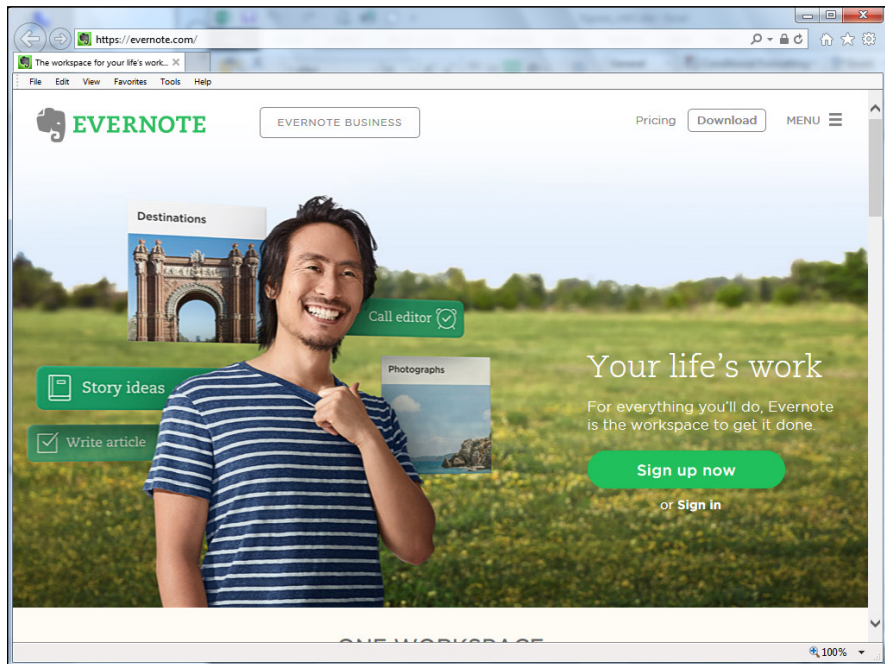 https://evernote.com/
The workspace for your life's work...
File Edit View Favorites Tools Help
EVERNOTE
EVERNOTE BUSINESS
Pricing
Download
MENU
Destinations
Call editor
Photographs
Story ideas
Write article
Your life's work
For everything you'll do, Evernote
is the workspace to get it done.
Sign up now
or Sign in
ONE WORKSPACE
100%